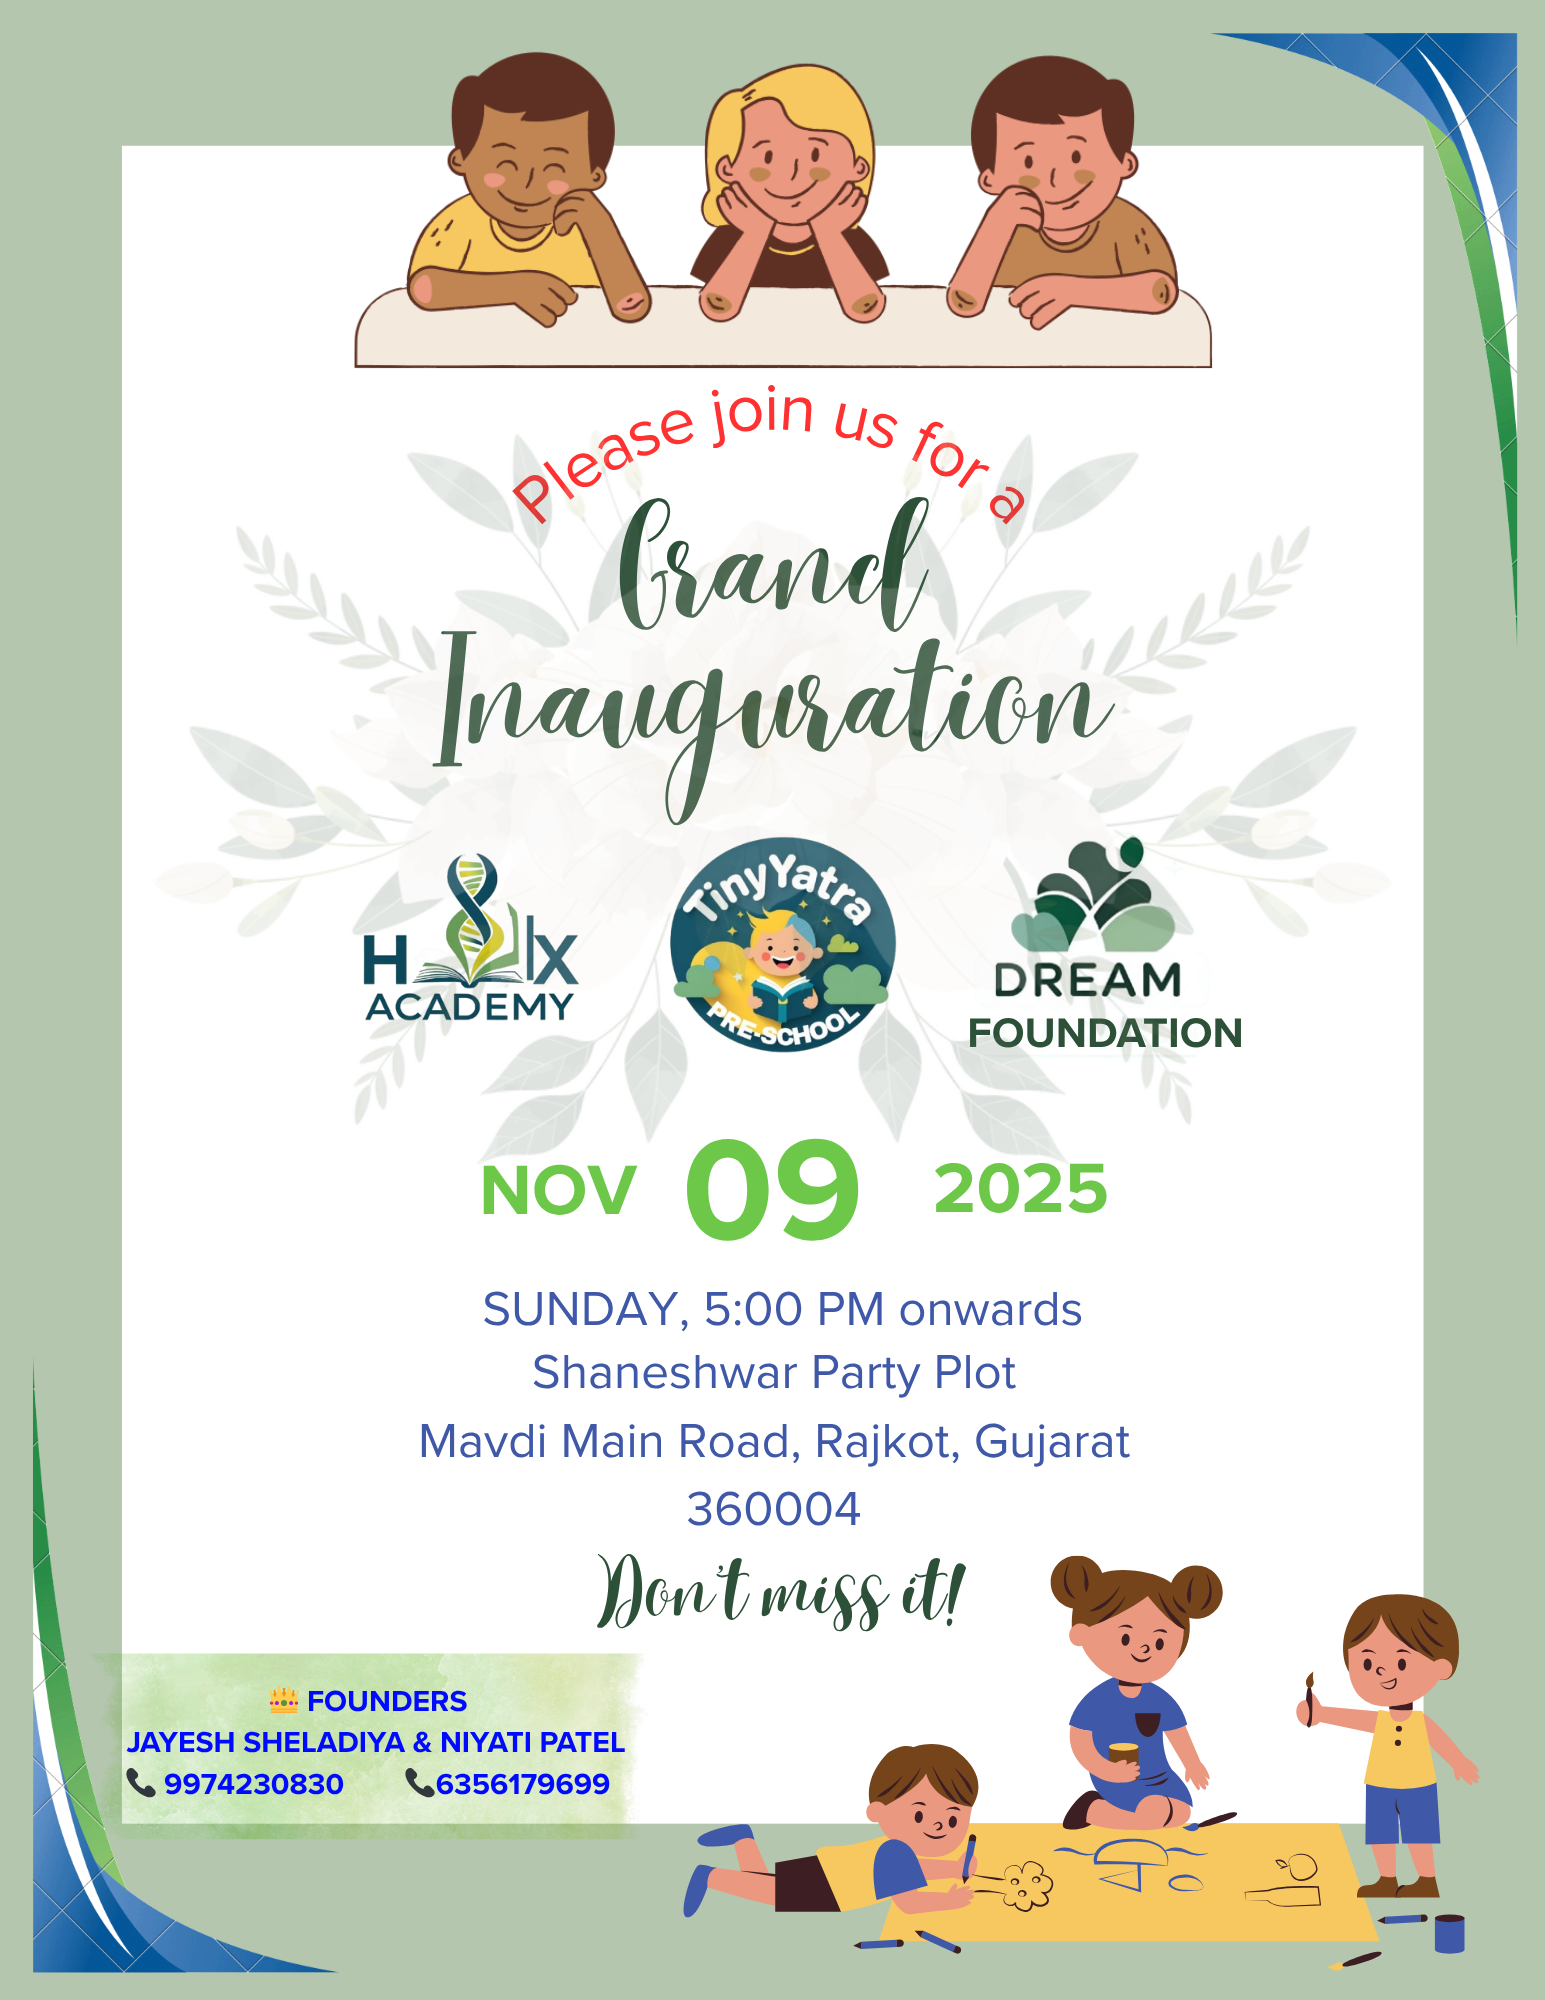 Please join us for a
Grand
Inauguration
HELIX
ACADEMY
TinyYatra
PRE-SCHOOL
DREAM
FOUNDATION
NOV 09 2025
SUNDAY, 5:00 PM onwards
Shaneshwar Party Plot
Mavdi Main Road, Rajkot, Gujarat
360004
Don't miss it!
👑 FOUNDERS
JAYESH SHELADIYA & NIYATI PATEL
📞 9974230830 📞6356179699